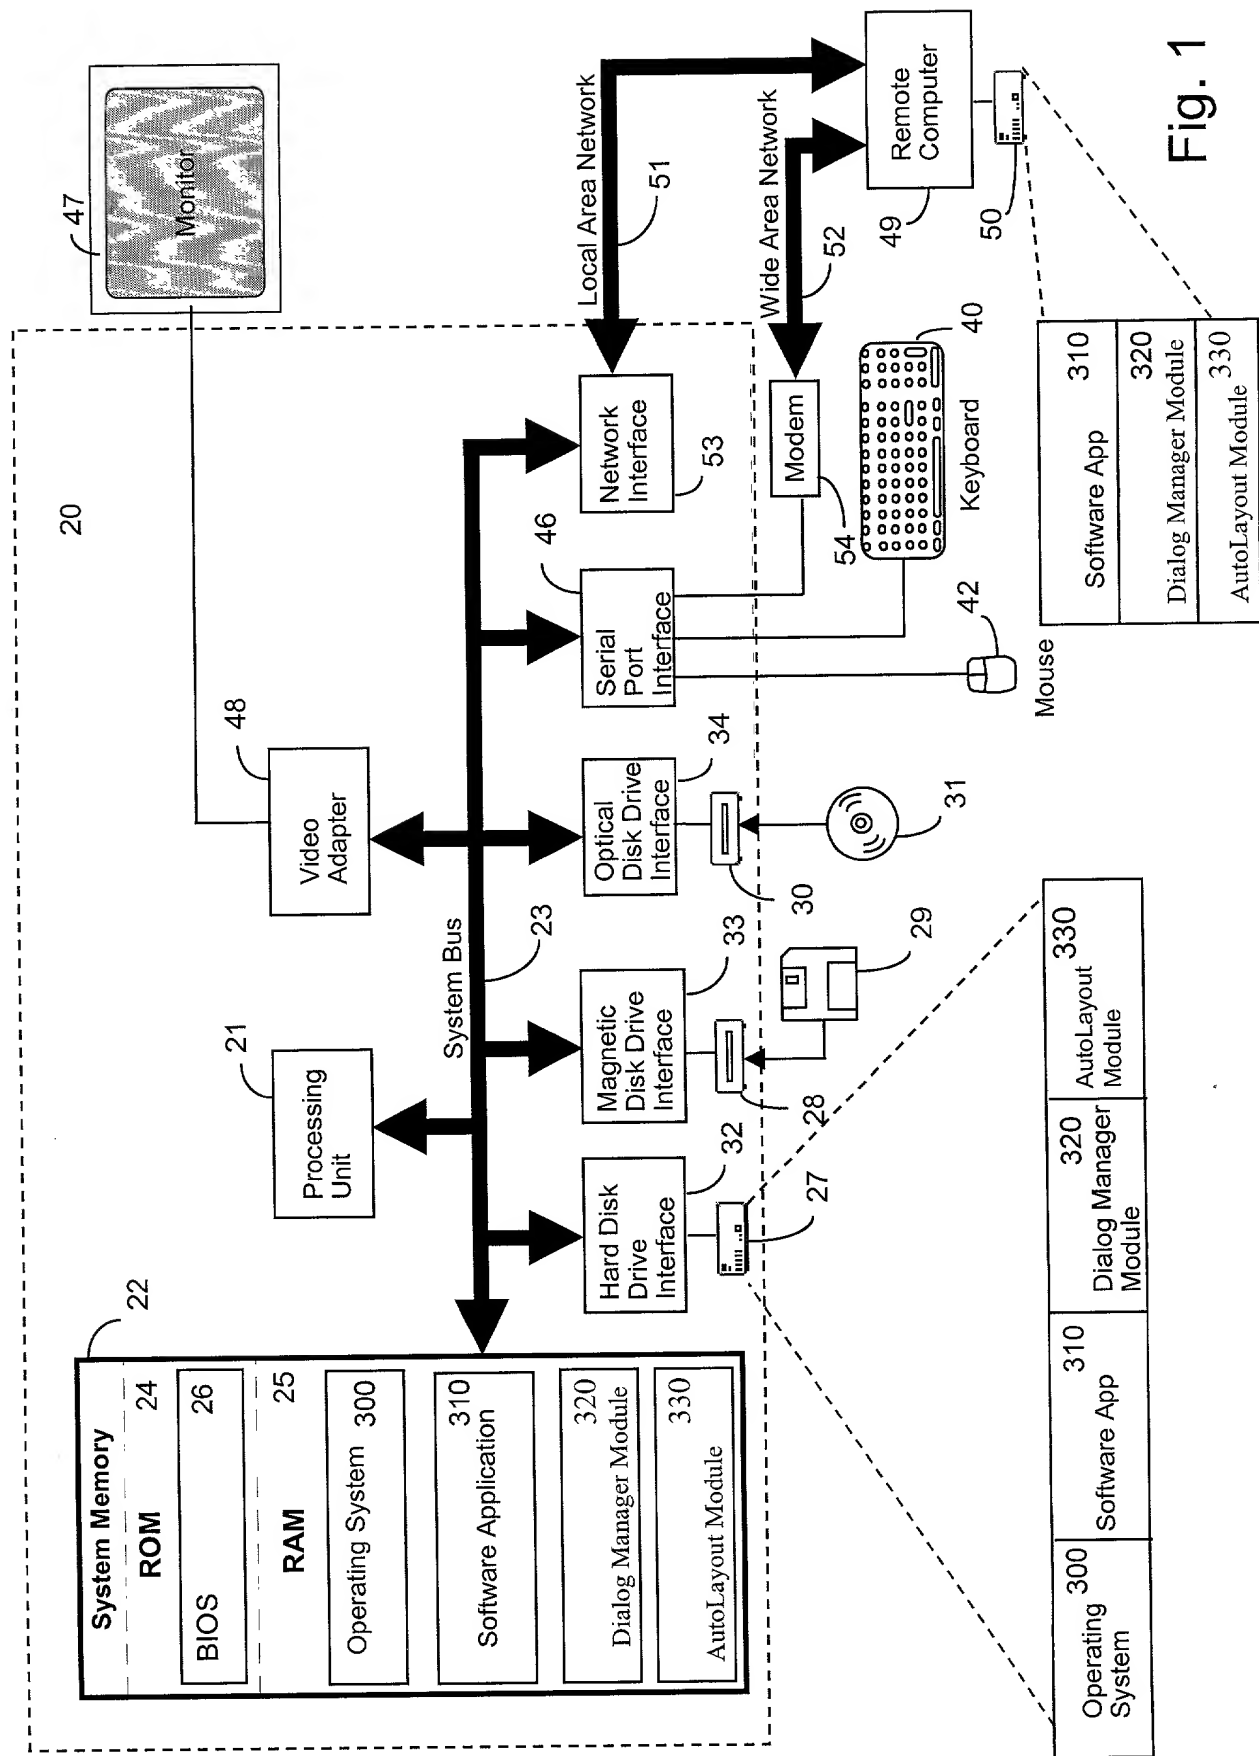 System Memory
22
ROM
24
BIOS
26
RAM
25
Operating System
300
Software Application
310
320
Dialog Manager Module
330
AutoLayout Module
20
21
Processing
Unit
48
Video
Adapter
47
Monitor
System Bus
23
Hard Disk
Drive
Interface
32
Magnetic
Disk Drive
Interface
33
Optical
Disk Drive
Interface
34
Serial
Port
Interface
46
Network
Interface
53
Local Area Network
51
27
28
30
29
31
Modem
54
Wide Area Network
52
Mouse
42
Keyboard
40
Remote
Computer
49
50
Operating
System
300
Software App
310
320
Dialog Manager
Module
330
AutoLayout
Module
Software App
310
320
Dialog Manager Module
330
AutoLayout Module
Fig. 1